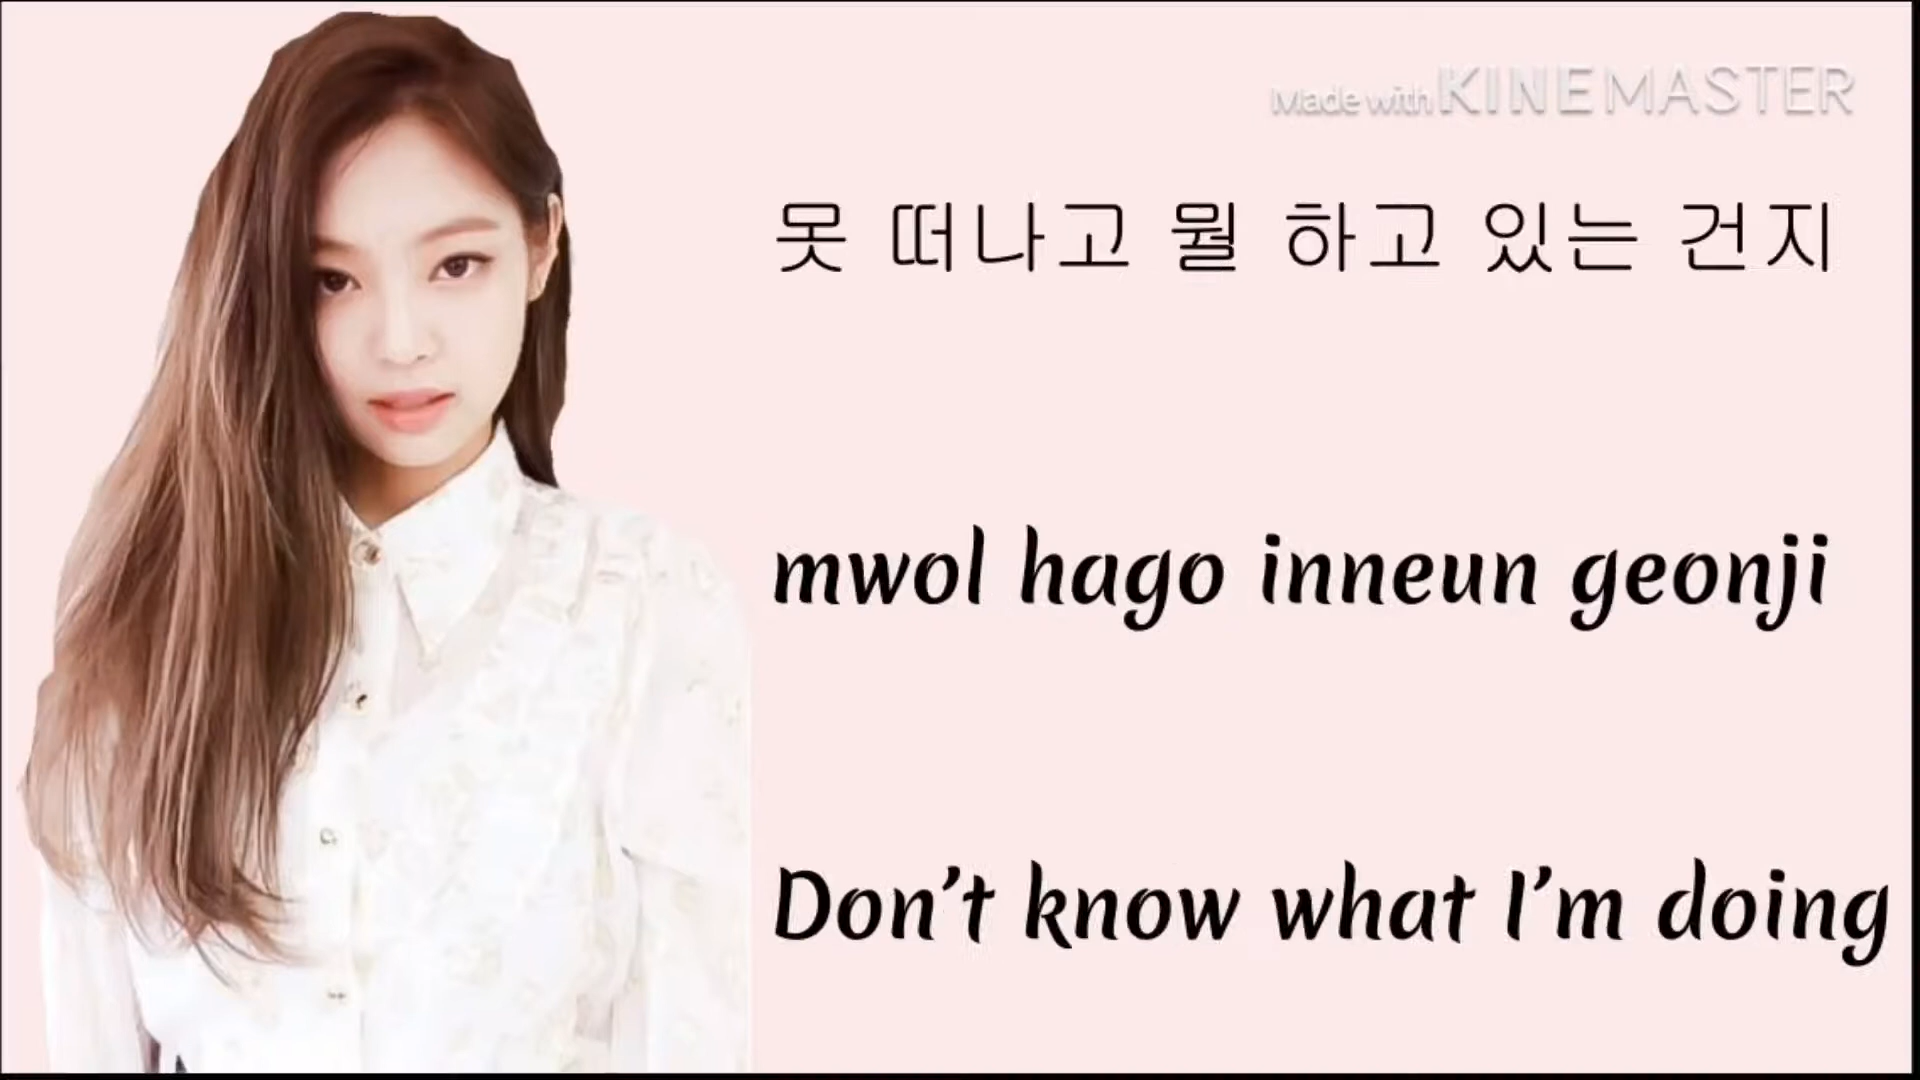 Made with KINEMASTER
못 떠나고 뭘 하고 있는 건지
mwol hago inneun geonji
Don't know what I'm doing